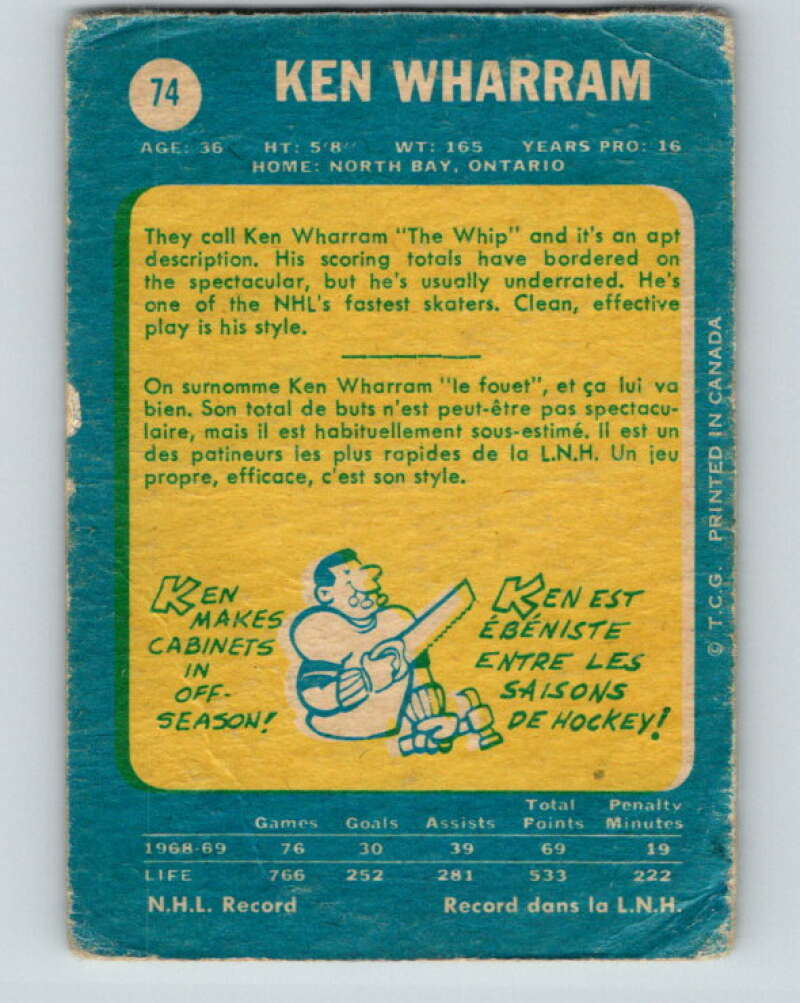 74
KEN WHARRAM
AGE: 36 HT: 5'8" WT: 165 YEARS PRO: 16
HOME: NORTH BAY, ONTARIO
They call Ken Wharram "The Whip" and it's an apt
description. His scoring totals have bordered on
the spectacular, but he's usually underrated. He's
one of the NHL's fastest skaters. Clean, effective
play is his style.
On surnomme Ken Wharram "le fouet", et ça lui va
bien. Son total de buts n'est peut-être pas spectacu-
laire, mais il est habituellement sous-estimé. Il est un
des patineurs les plus rapides de la L.N.H. Un jeu
propre, efficace, c'est son style.
KEN
MAKES
CABINETS
IN
OFF-
SEASON!
KEN EST
ÉBÉNISTE
ENTRE LES
SAISONS
DE HOCKEY!
© T.C.G. PRINTED IN CANADA
Total Penalty
Games Goals Assists Points Minutes
1968-69 76 30 39 69 19
LIFE 766 252 281 533 222
N.H.L. Record Record dans la L.N.H.